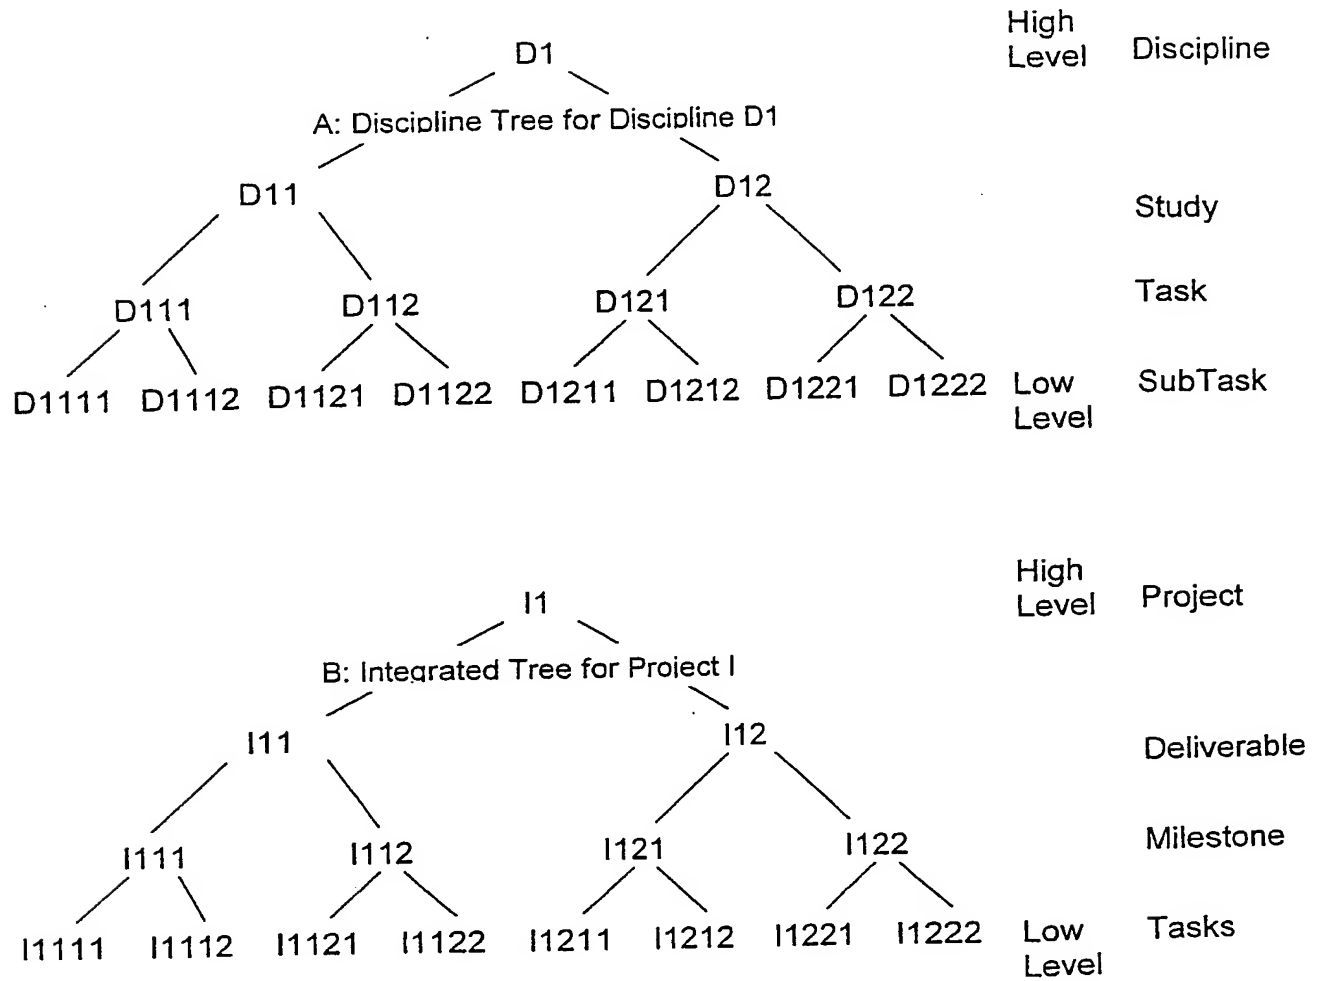 High
Level
Discipline
D1
A: Discipline Tree for Discipline D1
D11
D12
Study
D111
D112
D121
D122
Task
D1111
D1112
D1121
D1122
D1211
D1212
D1221
D1222
Low
Level
SubTask
High
Level
Project
I1
B: Integrated Tree for Project I
I11
I12
Deliverable
I111
I112
I121
I122
Milestone
I1111
I1112
I1121
I1122
I1211
I1212
I1221
I1222
Low
Level
Tasks